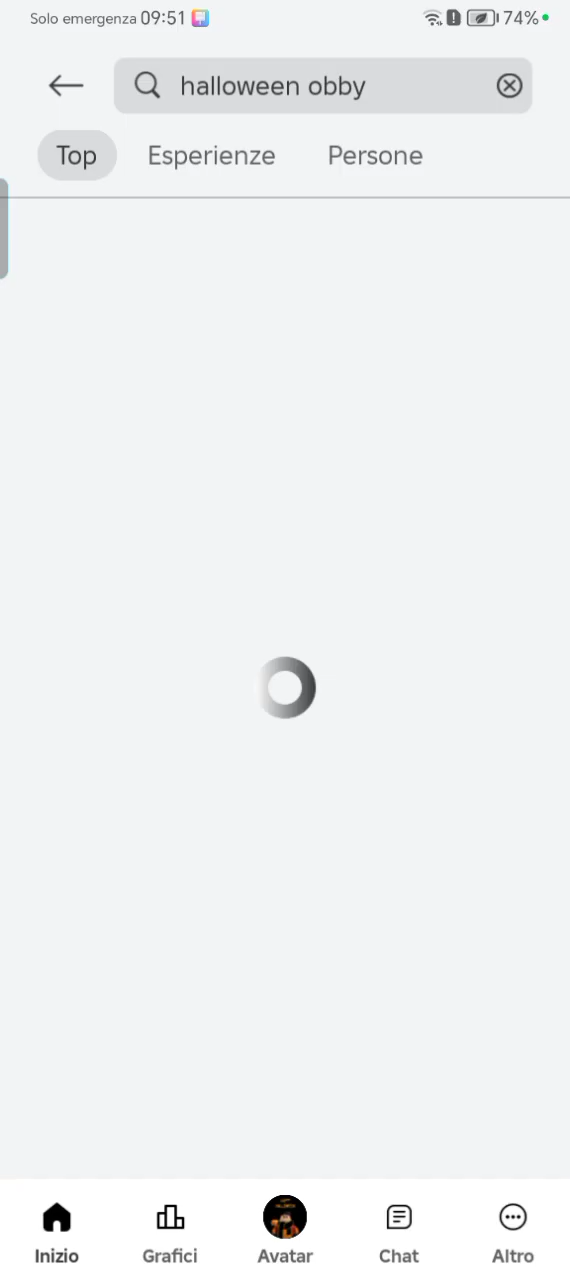 Solo emergenza 09:51 74%
halloween obby
Top Esperienze Persone
Inizio Grafici Avatar Chat Altro